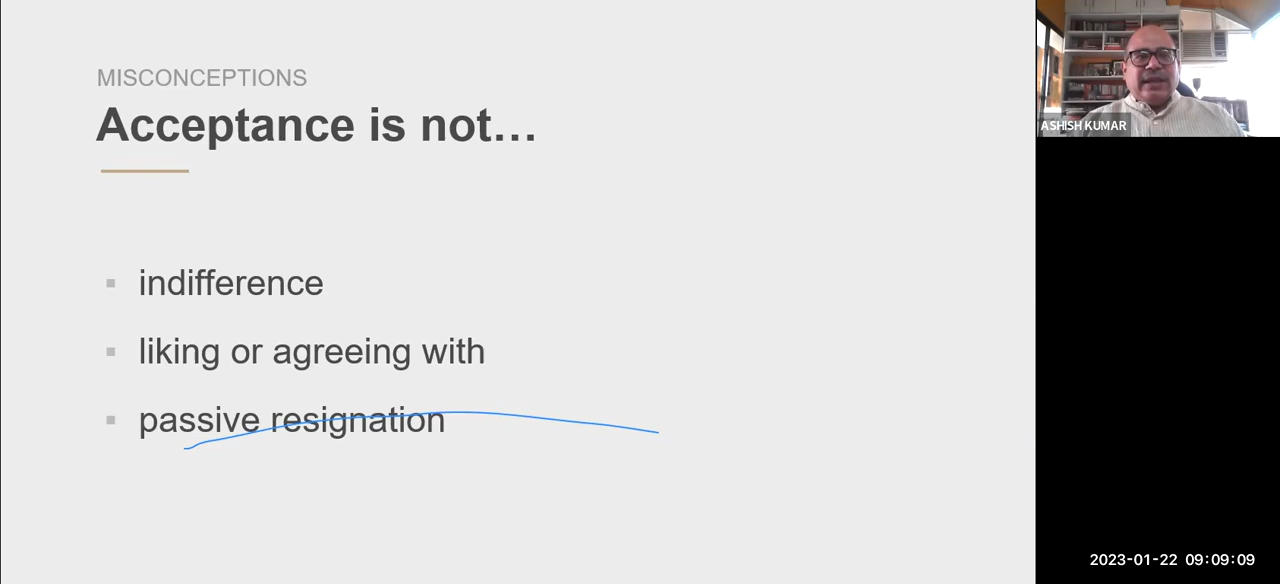 MISCONCEPTIONS
Acceptance is not…
▪ indifference
▪ liking or agreeing with
▪ passive resignation
ASHISH KUMAR
2023-01-22 09:09:09